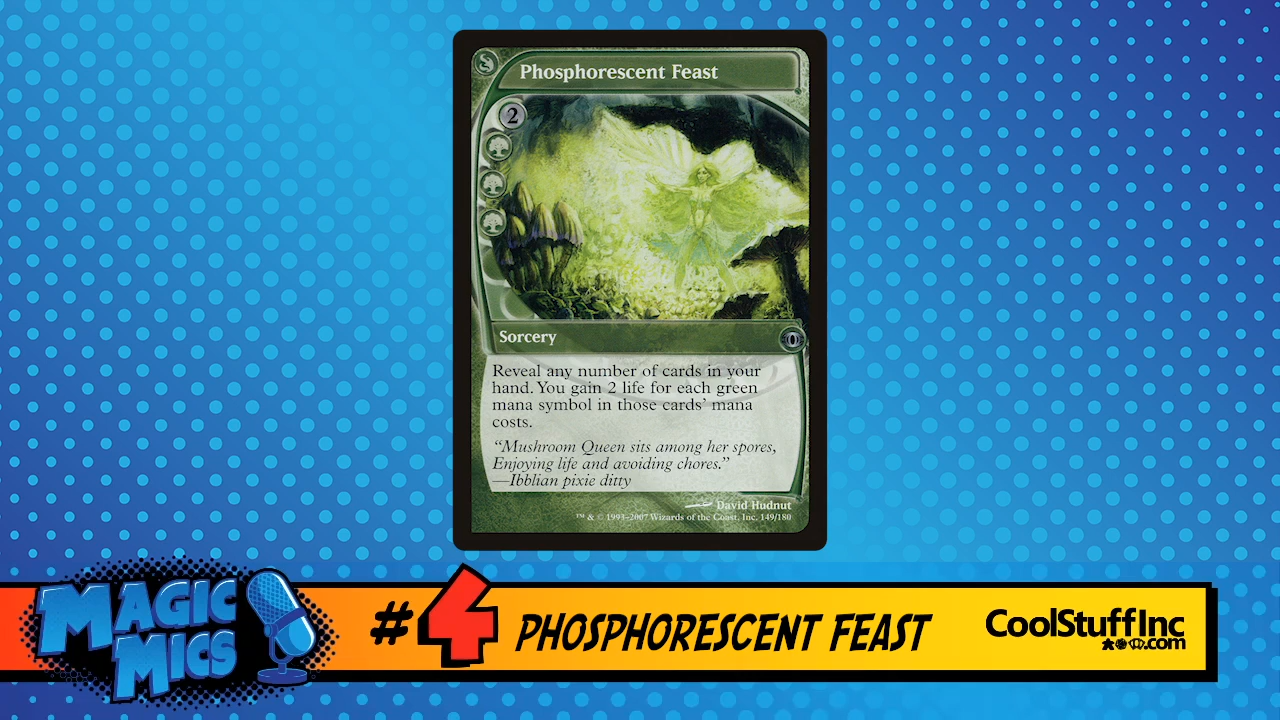 Phosphorescent Feast
2
Sorcery
Reveal any number of cards in your
hand. You gain 2 life for each green
mana symbol in those cards' mana
costs.
“Mushroom Queen sits among her spores,
Enjoying life and avoiding chores.”
—Ibblian pixie ditty
David Hudnut
™ & © 1993–2007 Wizards of the Coast, Inc. 149/180
MAGIC
MICS
#4 PHOSPHORESCENT FEAST
CoolStuffInc
.com